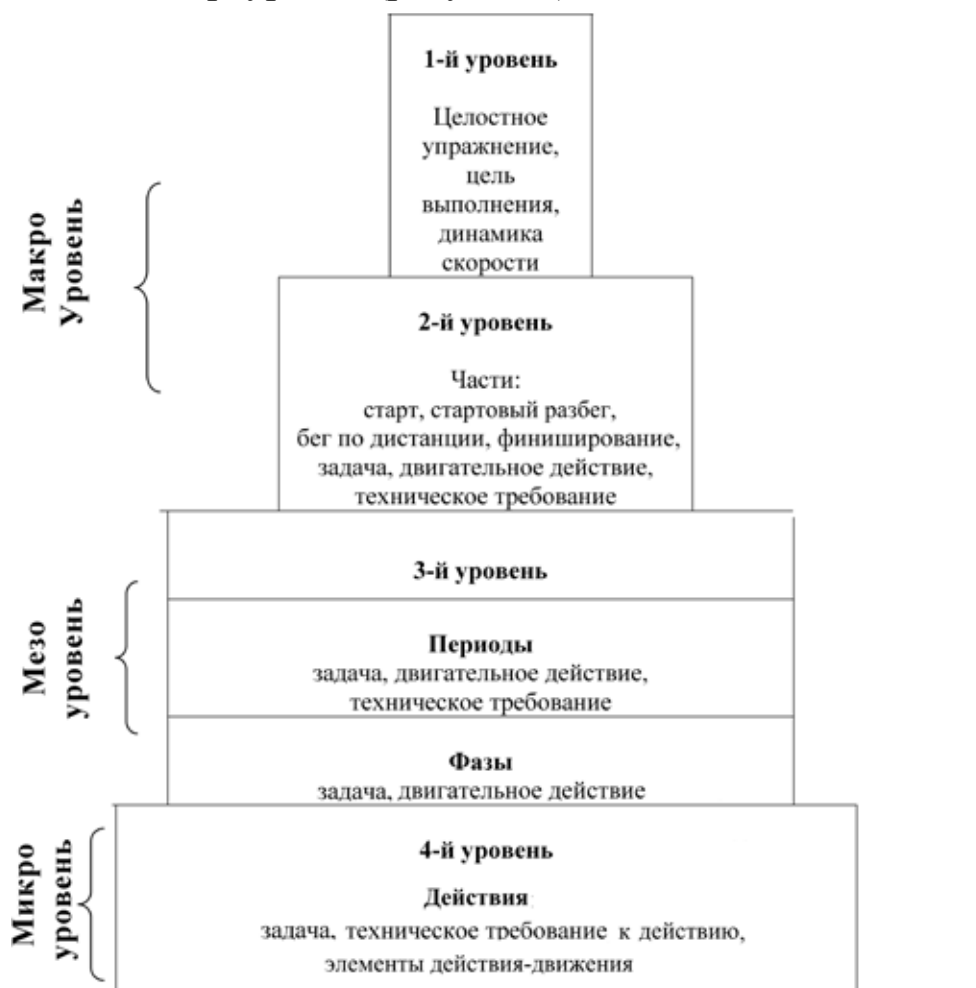 1-й уровень
Целостное
упражнение,
цель
выполнения,
динамика
скорости
Макро
Уровень
2-й уровень
Части:
старт, стартовый разбег,
бег по дистанции, финиширование,
задача, двигательное действие,
техническое требование
3-й уровень
Мезо
уровень
Периоды
задача, двигательное действие,
техническое требование
Фазы
задача, двигательное действие
Микро
уровень
4-й уровень
Действия
задача, техническое требование к действию,
элементы действия-движения